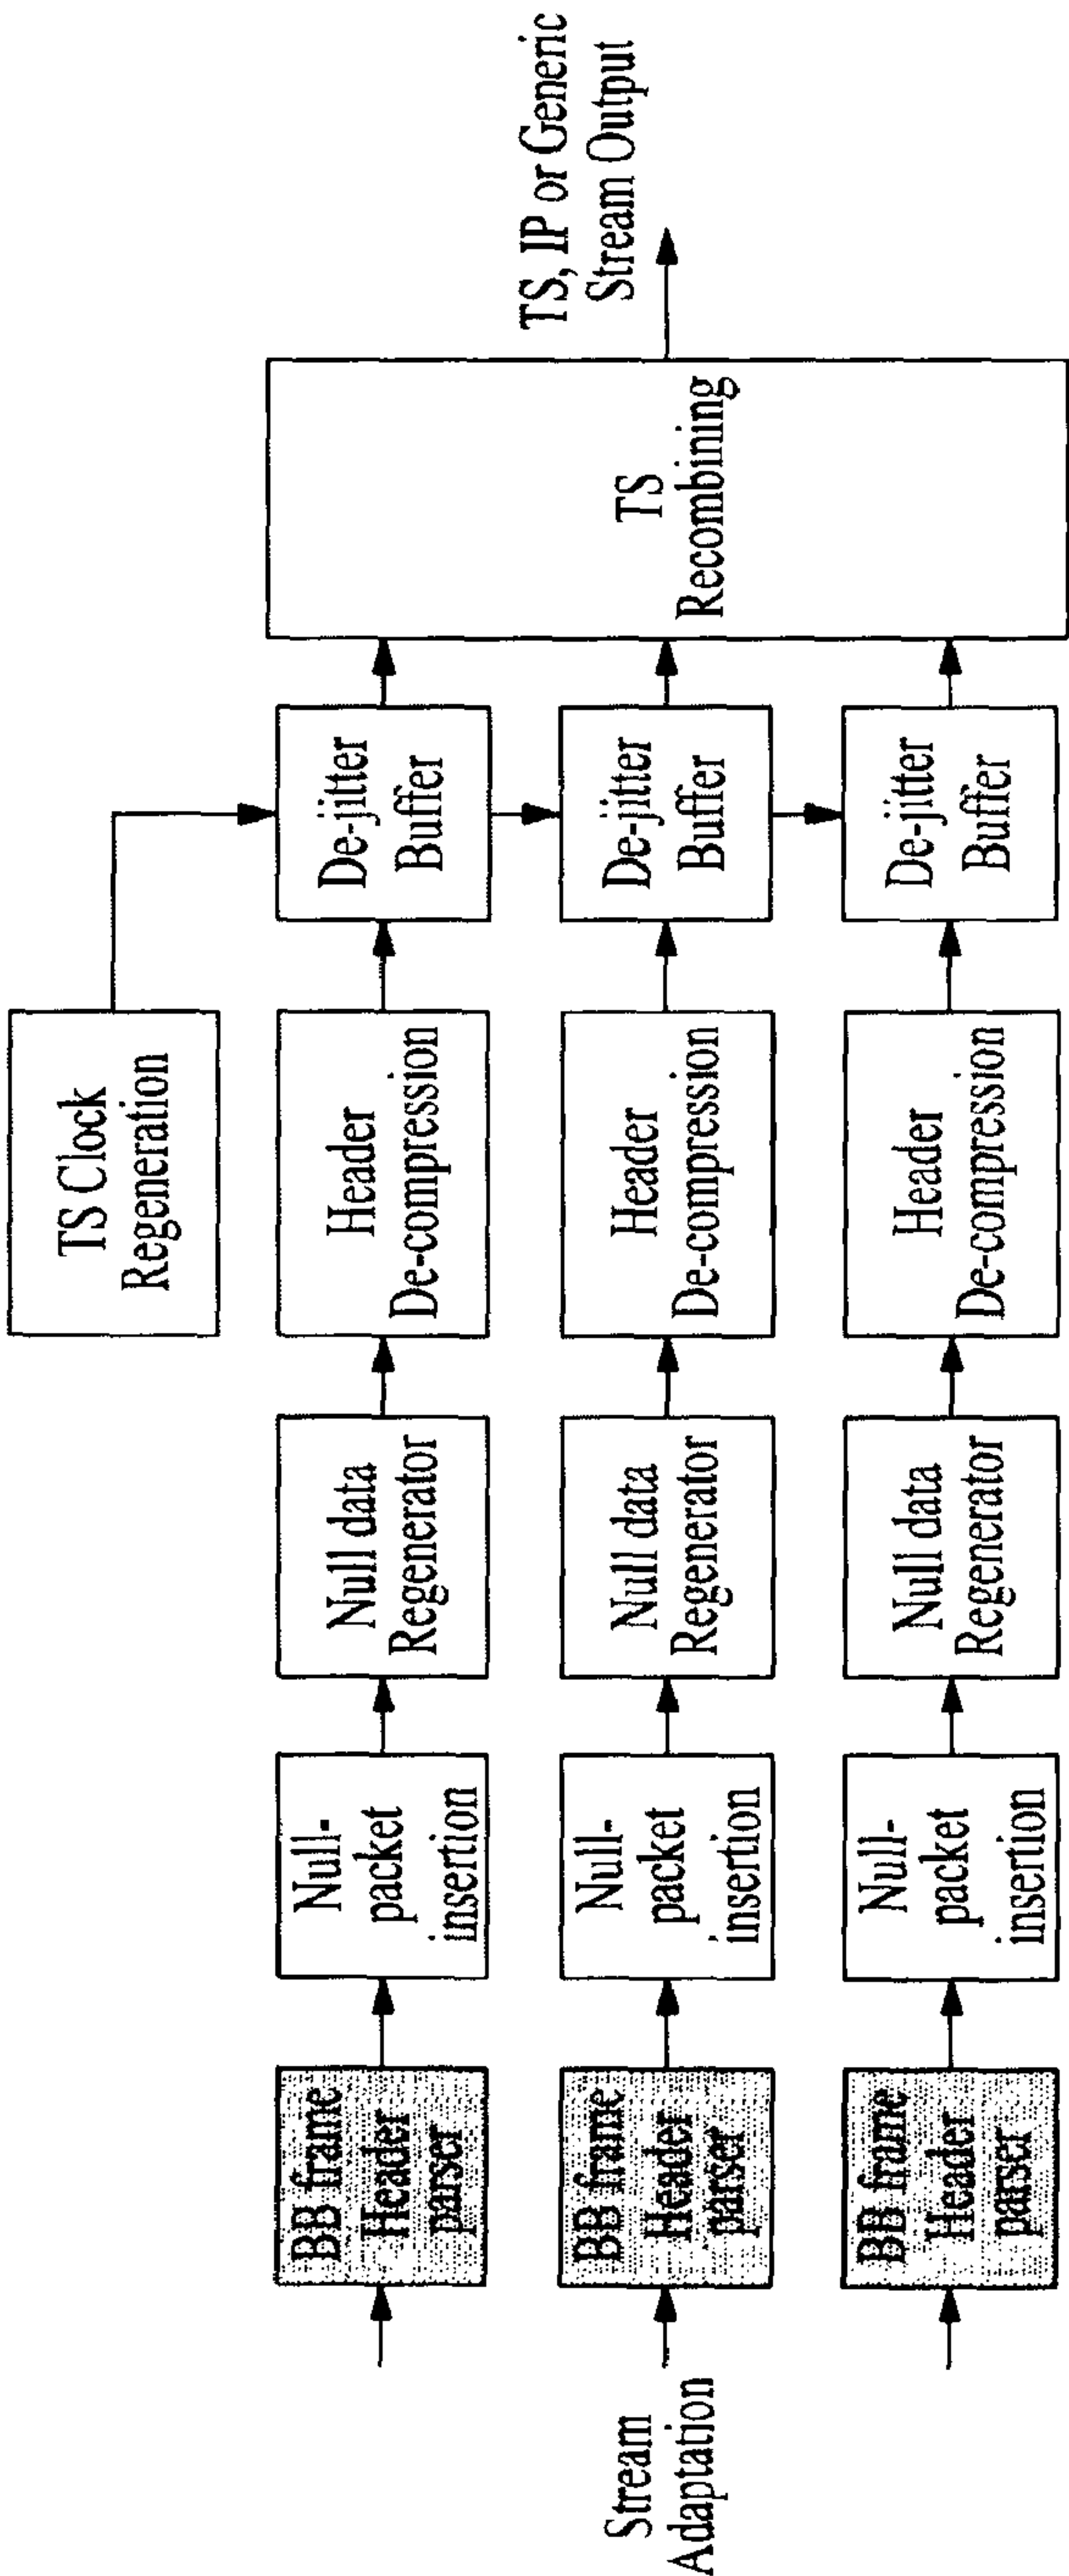 Stream
Adaptation
BB frame
Header
parser
Null-
packet
insertion
Null data
Regenerator
Header
De-compression
TS Clock
Regeneration
De-jitter
Buffer
BB frame
Header
parser
Null-
packet
insertion
Null data
Regenerator
Header
De-compression
De-jitter
Buffer
BB frame
Header
parser
Null-
packet
insertion
Null data
Regenerator
Header
De-compression
De-jitter
Buffer
TS
Recombining
TS, IP or Generic
Stream Output